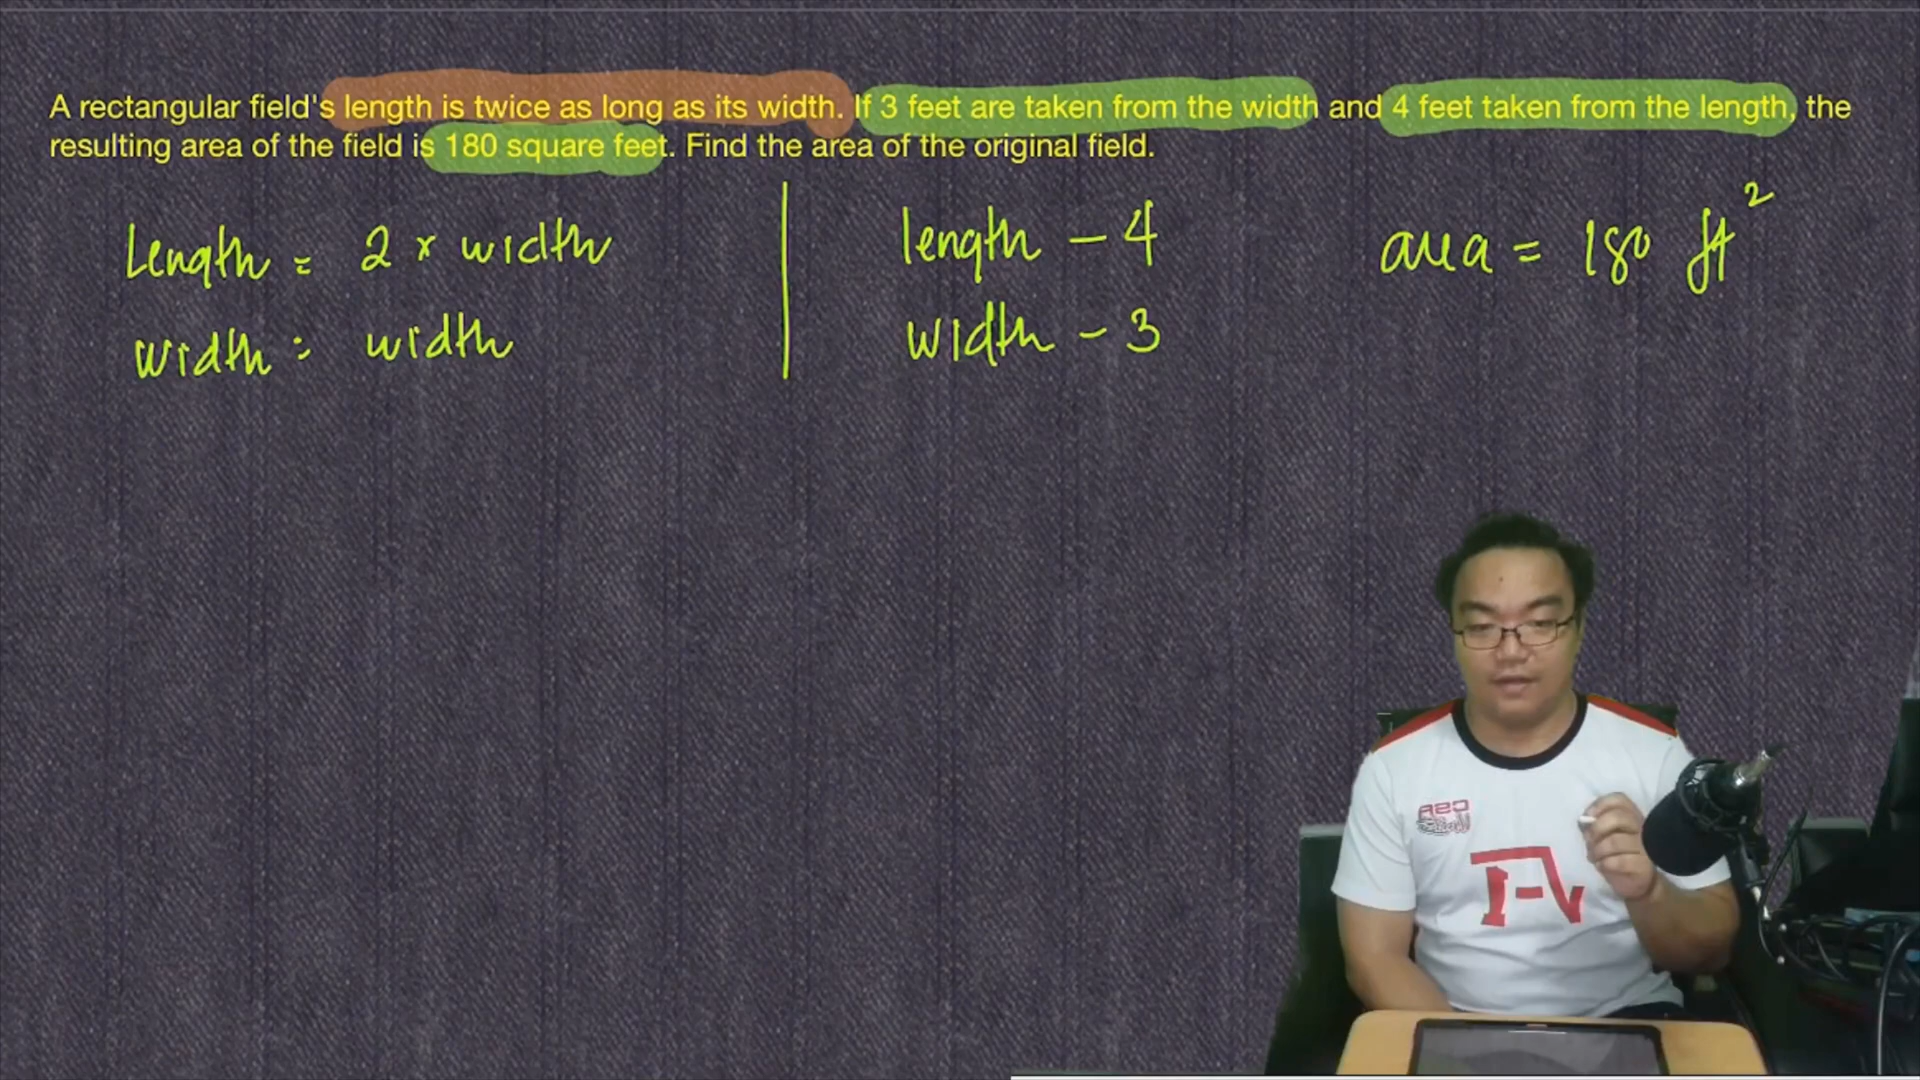 A rectangular field's length is twice as long as its width. If 3 feet are taken from the width and 4 feet taken from the length, the
resulting area of the field is 180 square feet. Find the area of the original field.
Length = 2 x width
width = width
length - 4
width - 3
area = 180 ft²